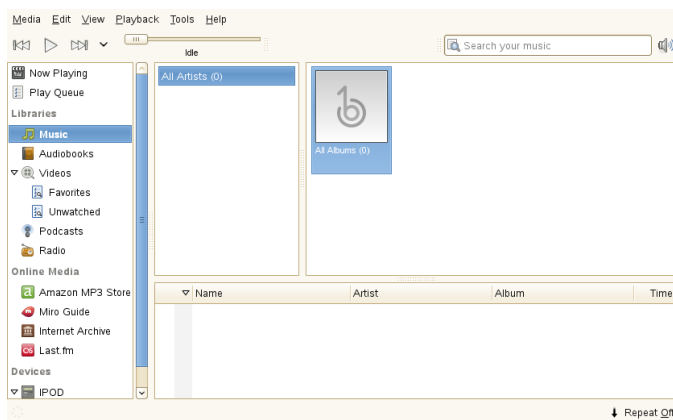 Media Edit View Playback Tools Help
Idle
Search your music
Now Playing
Play Queue
Libraries
Music
Audiobooks
Videos
Favorites
Unwatched
Podcasts
Radio
Online Media
Amazon MP3 Store
Miro Guide
Internet Archive
Last.fm
Devices
IPOD
All Artists (0)
All Albums (0)
Name Artist Album Time
Repeat Off